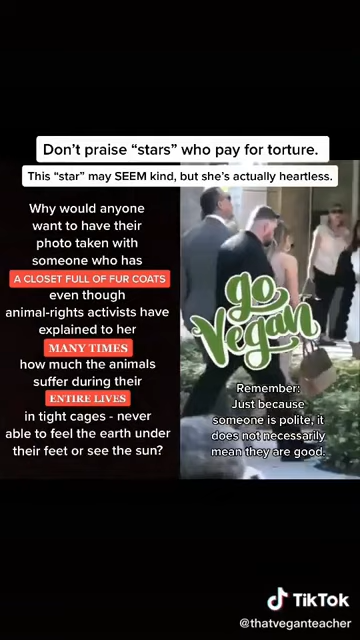 Don't praise “stars” who pay for torture.
This “star” may SEEM kind, but she's actually heartless.
Why would anyone
want to have their
photo taken with
someone who has
A CLOSET FULL OF FUR COATS
even though
animal-rights activists have
explained to her
MANY TIMES
how much the animals
suffer during their
ENTIRE LIVES
in tight cages - never
able to feel the earth under
their feet or see the sun?
go
Vegan
Remember:
Just because
someone is polite, it
does not necessarily
mean they are good.
TikTok
@thatveganteacher